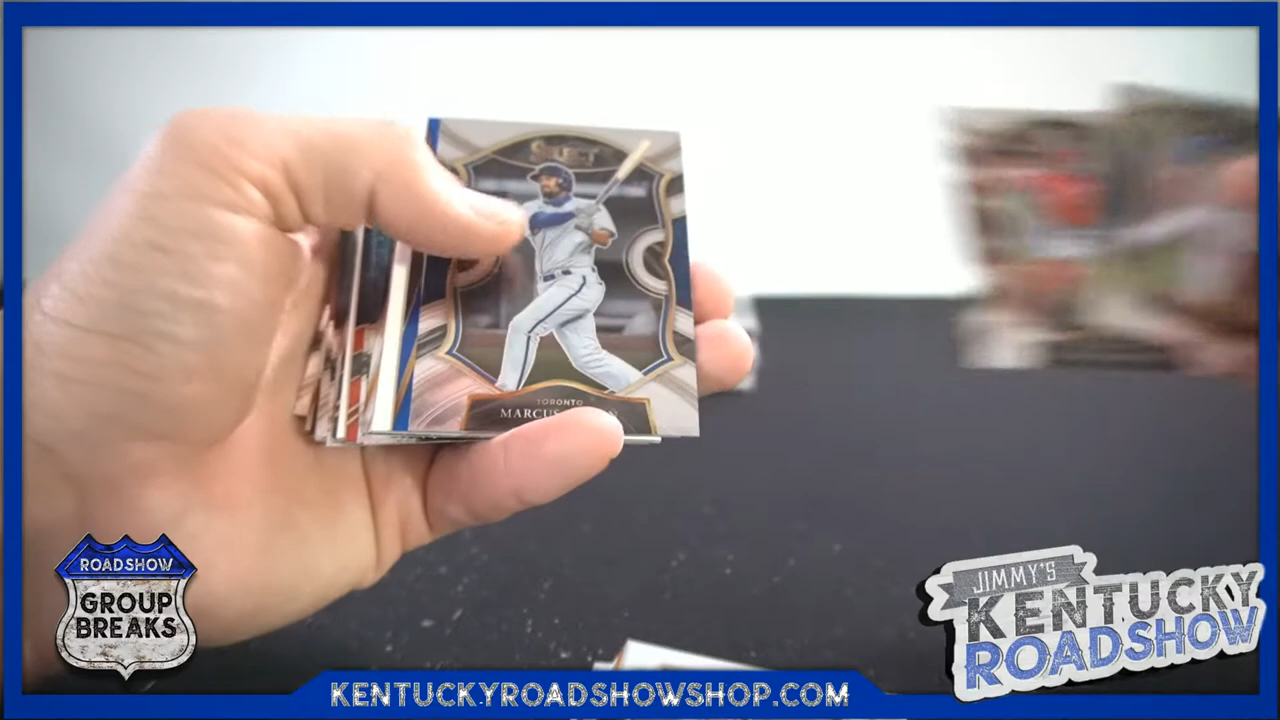 SELECT
TORONTO
MARCUS
ROADSHOW
GROUP
BREAKS
JIMMY'S
KENTUCKY
ROADSHOW
KENTUCKYROADSHOWSHOP.COM